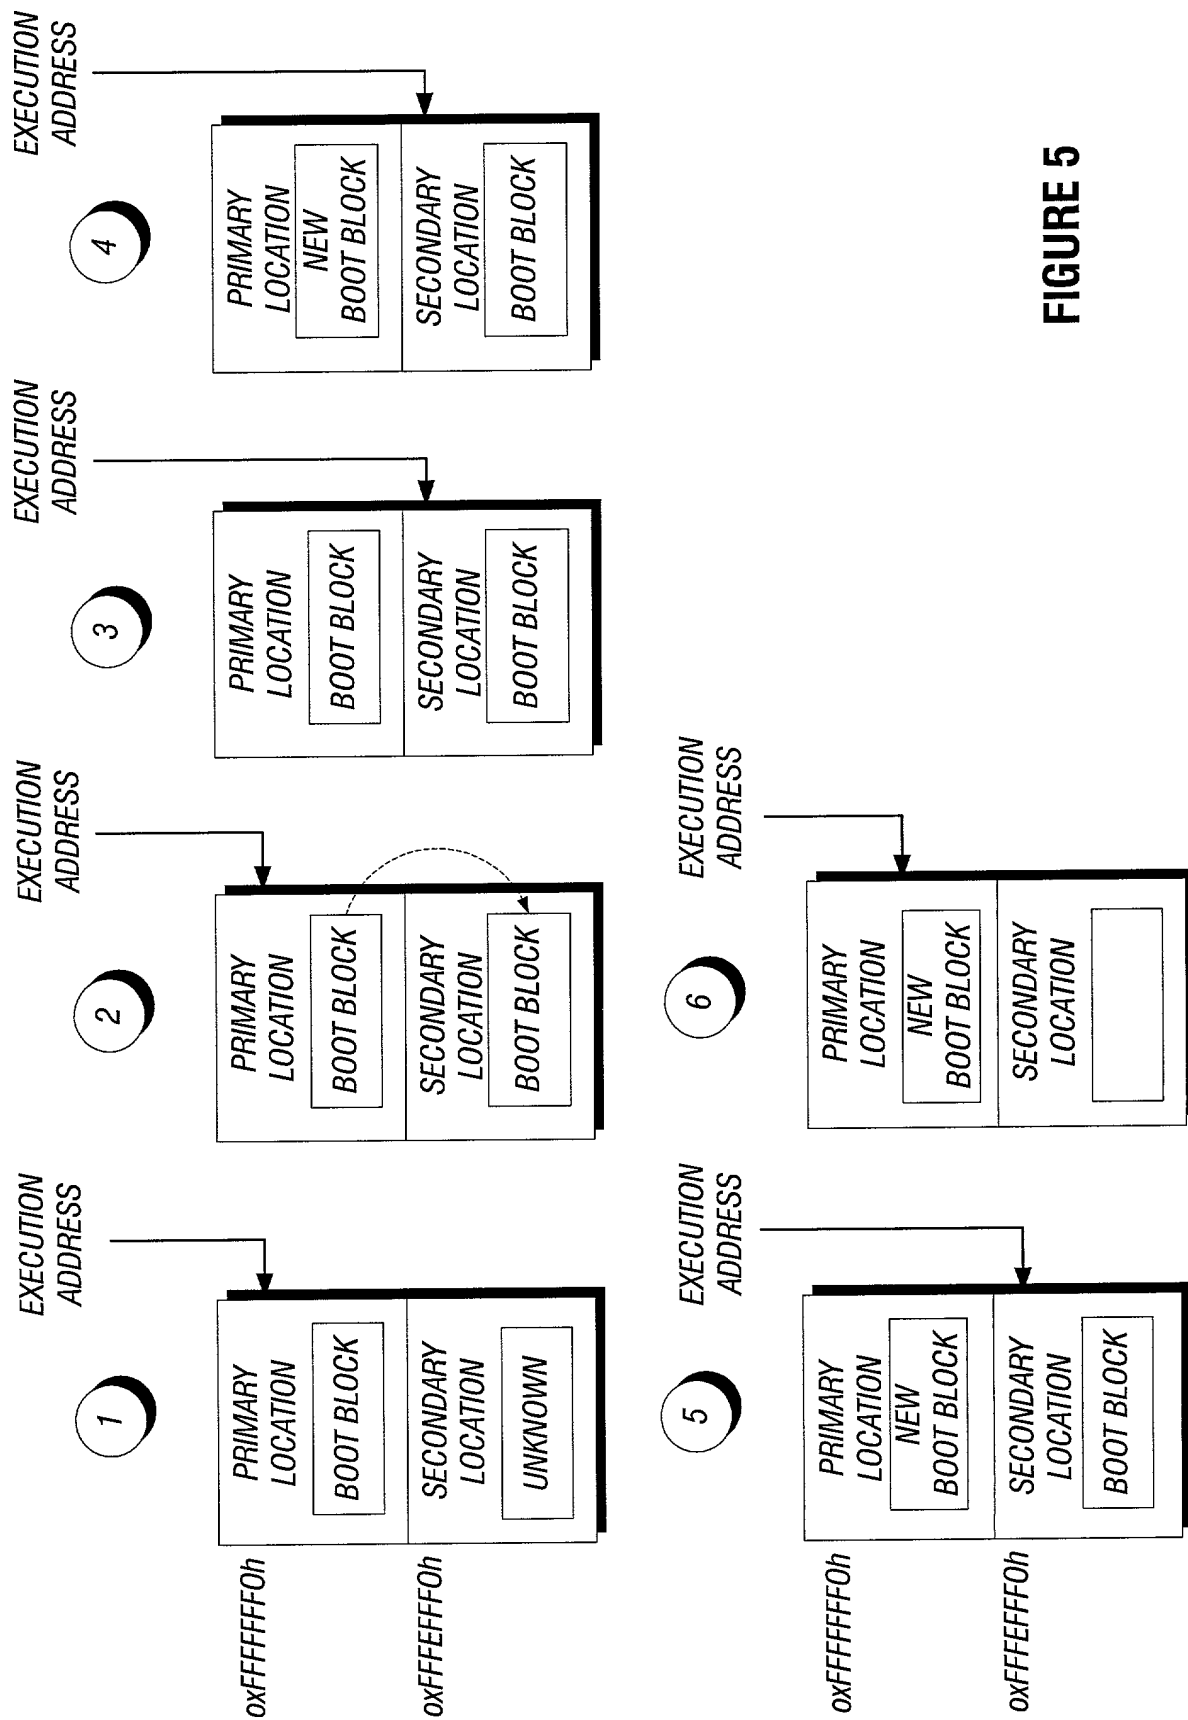 EXECUTION
ADDRESS
1
oxFFFFFFF0h
PRIMARY
LOCATION
BOOT BLOCK
oxFFFEFFF0h
SECONDARY
LOCATION
UNKNOWN
EXECUTION
ADDRESS
2
PRIMARY
LOCATION
BOOT BLOCK
SECONDARY
LOCATION
BOOT BLOCK
EXECUTION
ADDRESS
3
PRIMARY
LOCATION
BOOT BLOCK
SECONDARY
LOCATION
BOOT BLOCK
EXECUTION
ADDRESS
4
PRIMARY
LOCATION
NEW
BOOT BLOCK
SECONDARY
LOCATION
BOOT BLOCK
EXECUTION
ADDRESS
5
oxFFFFFFF0h
PRIMARY
LOCATION
NEW
BOOT BLOCK
oxFFFEFFF0h
SECONDARY
LOCATION
BOOT BLOCK
EXECUTION
ADDRESS
6
PRIMARY
LOCATION
NEW
BOOT BLOCK
SECONDARY
LOCATION
FIGURE 5